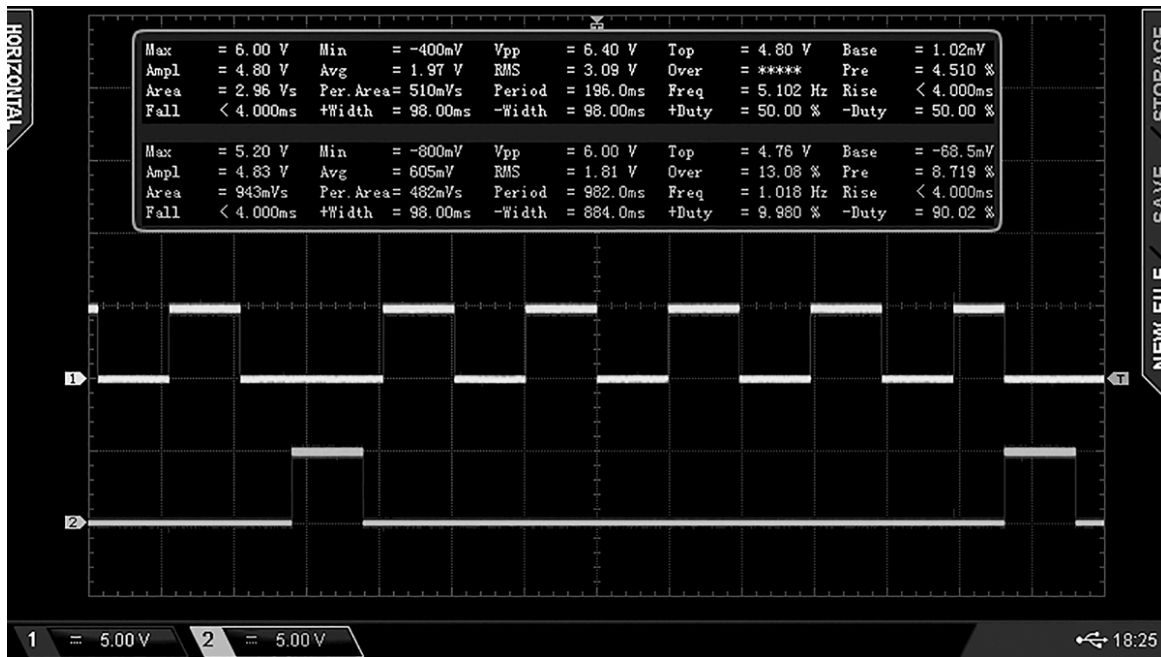 HORIZONTAL
Max = 6.00 V Min = -400mV Vpp = 6.40 V Top = 4.80 V Base = 1.02mV
Ampl = 4.80 V Avg = 1.97 V RMS = 3.09 V Over = ***** Pre = 4.510 %
Area = 2.96 Vs Per.Area= 510mVs Period = 196.0ms Freq = 5.102 Hz Rise < 4.000ms
Fall < 4.000ms +Width = 98.00ms -Width = 98.00ms +Duty = 50.00 % -Duty = 50.00 %
Max = 5.20 V Min = -800mV Vpp = 6.00 V Top = 4.76 V Base = -68.5mV
Ampl = 4.83 V Avg = 605mV RMS = 1.81 V Over = 13.08 % Pre = 8.719 %
Area = 943mVs Per.Area= 482mVs Period = 982.0ms Freq = 1.018 Hz Rise < 4.000ms
Fall < 4.000ms +Width = 98.00ms -Width = 884.0ms +Duty = 9.980 % -Duty = 90.02 %
STORAGE
SAVE
NEW FILE
1
T
2
1 = 5.00 V 2 = 5.00 V 18:25